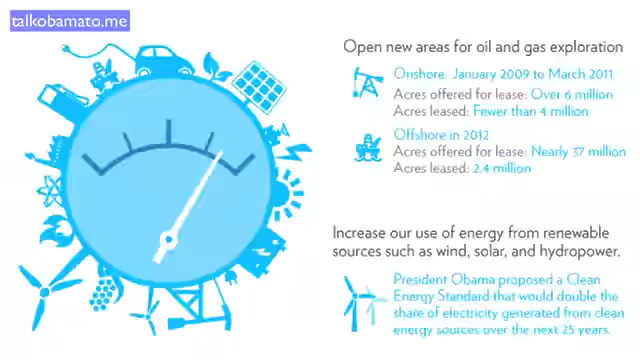 talkobamato.me
Open new areas for oil and gas exploration
Onshore: January 2009 to March 2011
Acres offered for lease: Over 6 million
Acres leased: Fewer than 4 million
Offshore in 2012
Acres offered for lease: Nearly 37 million
Acres leased: 2.4 million
Increase our use of energy from renewable
sources such as wind, solar, and hydropower.
President Obama proposed a Clean
Energy Standard that would double the
share of electricity generated from clean
energy sources over the next 25 years.